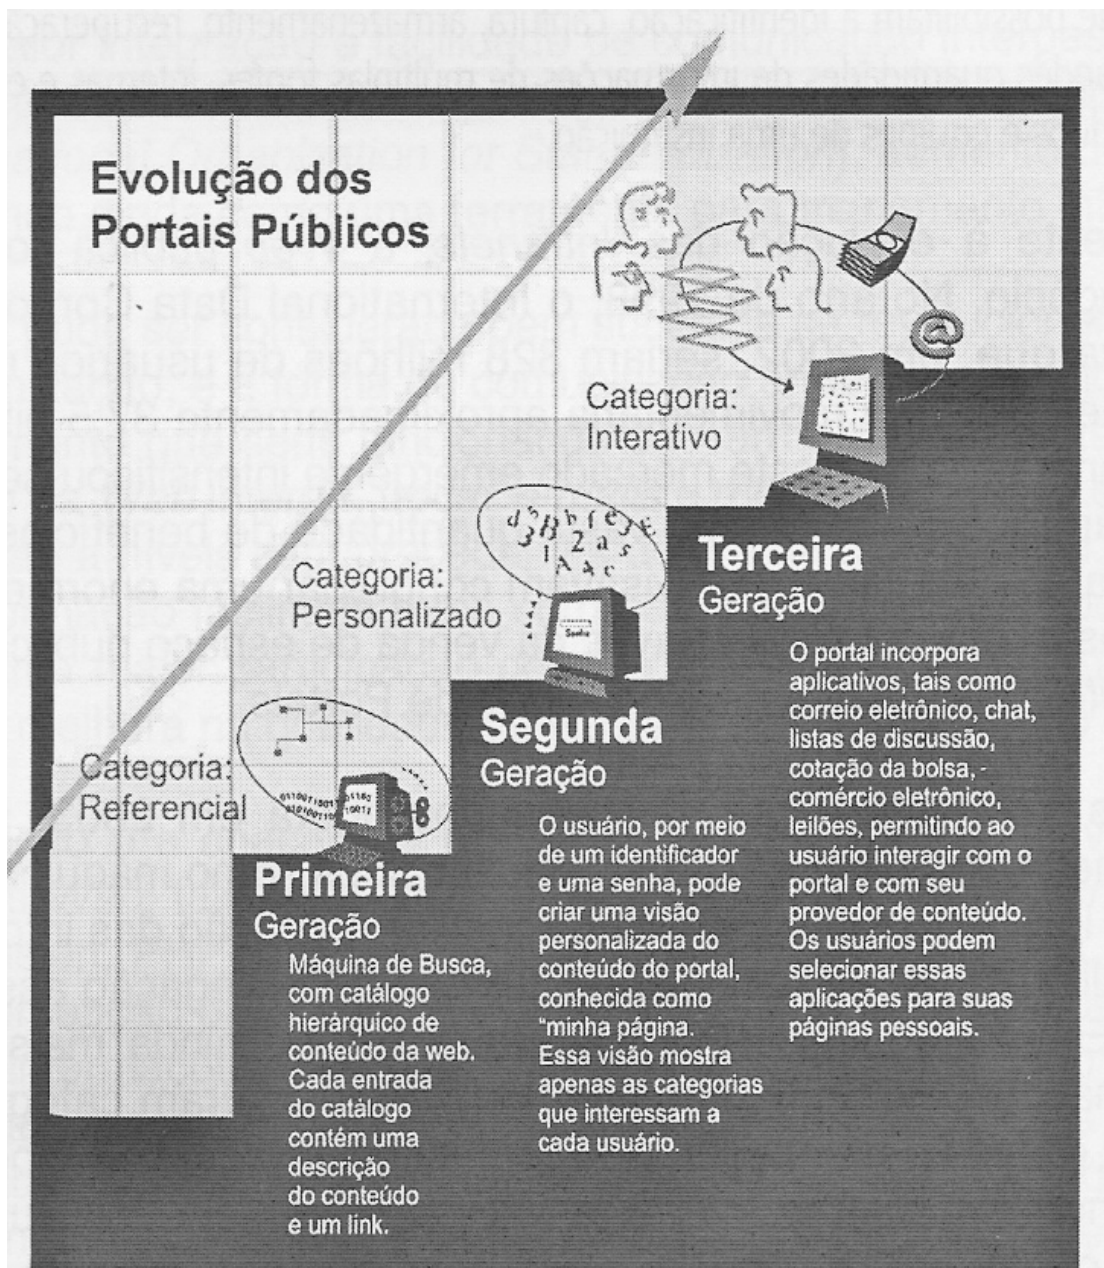 Evolução dos
Portais Públicos
Categoria:
Interativo
Categoria:
Personalizado
Senha
Categoria:
Referencial
Terceira
Geração
O portal incorpora
aplicativos, tais como
correio eletrônico, chat,
listas de discussão,
cotação da bolsa, -
comércio eletrônico,
leilões, permitindo ao
usuário interagir com o
portal e com seu
provedor de conteúdo.
Os usuários podem
selecionar essas
aplicações para suas
páginas pessoais.
Segunda
Geração
O usuário, por meio
de um identificador
e uma senha, pode
criar uma visão
personalizada do
conteúdo do portal,
conhecida como
“minha página.
Essa visão mostra
apenas as categorias
que interessam a
cada usuário.
Primeira
Geração
Máquina de Busca,
com catálogo
hierárquico de
conteúdo da web.
Cada entrada
do catálogo
contém uma
descrição
do conteúdo
e um link.